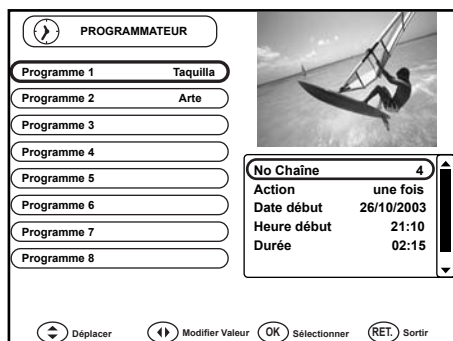 PROGRAMMATEUR
Programme 1 Taquilla
Programme 2 Arte
Programme 3
Programme 4
Programme 5
Programme 6
Programme 7
Programme 8
No Chaîne 4
Action une fois
Date début 26/10/2003
Heure début 21:10
Durée 02:15
Déplacer Modifier Valeur OK Sélectionner RET. Sortir